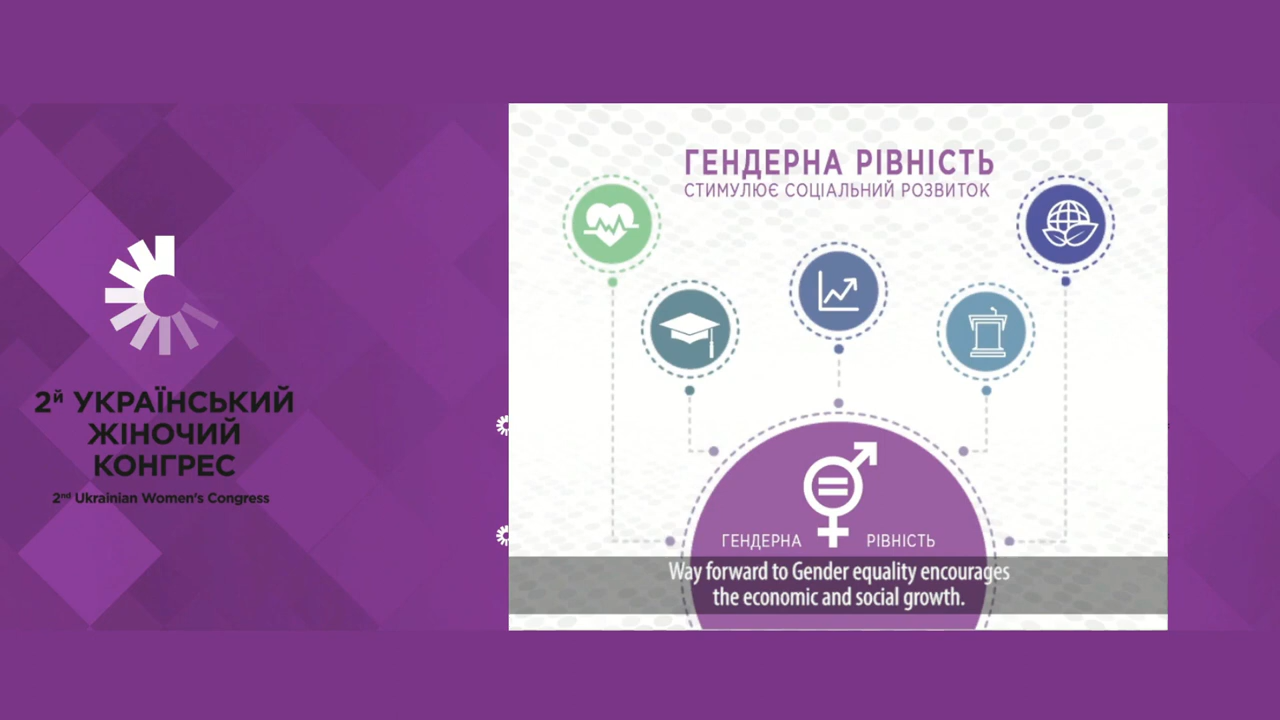 2й УКРАЇНСЬКИЙ
ЖІНОЧИЙ
КОНГРЕС
2nd Ukrainian Women's Congress
ГЕНДЕРНА РІВНІСТЬ
СТИМУЛЮЄ СОЦІАЛЬНИЙ РОЗВИТОК
ГЕНДЕРНА РІВНІСТЬ
Way forward to Gender equality encourages
the economic and social growth.